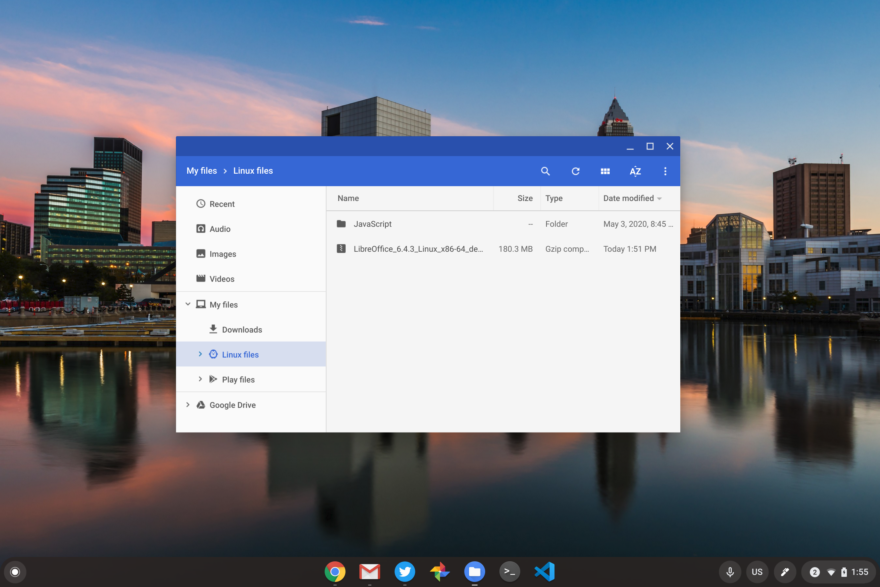 My files > Linux files
AZ
Name Size Type Date modified
Recent
JavaScript -- Folder May 3, 2020, 8:45 ...
Audio
LibreOffice_6.4.3_Linux_x86-64_de... 180.3 MB Gzip comp... Today 1:51 PM
Images
Videos
My files
Downloads
Linux files
Play files
Google Drive
>_
US
2
1:55